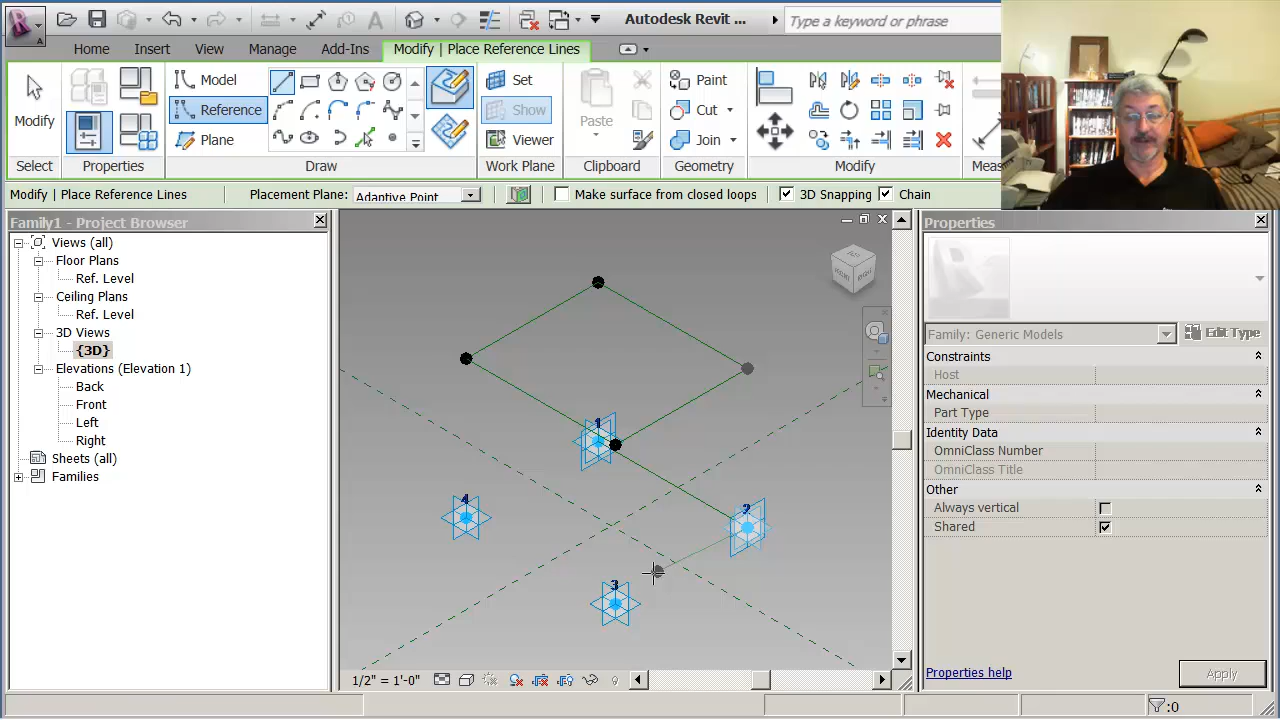 Autodesk Revit ...
Type a keyword or phrase
A
Home Insert View Manage Add-Ins Modify | Place Reference Lines
Modify
Model
Reference
Plane
Set
Show
Viewer
Paste
Paint
Cut
Join
Select Properties Draw Work Plane Clipboard Geometry Modify Meas
Modify | Place Reference Lines Placement Plane: Adaptive Point Make surface from closed loops 3D Snapping Chain
Family1 - Project Browser
Views (all)
Floor Plans
Ref. Level
Ceiling Plans
Ref. Level
3D Views
{3D}
Elevations (Elevation 1)
Back
Front
Left
Right
Sheets (all)
Families
1
4
2
3
1/2" = 1'-0"
Properties
Family: Generic Models Edit Type
Constraints
Host
Mechanical
Part Type
Identity Data
OmniClass Number
OmniClass Title
Other
Always vertical
Shared
Properties help Apply
:0